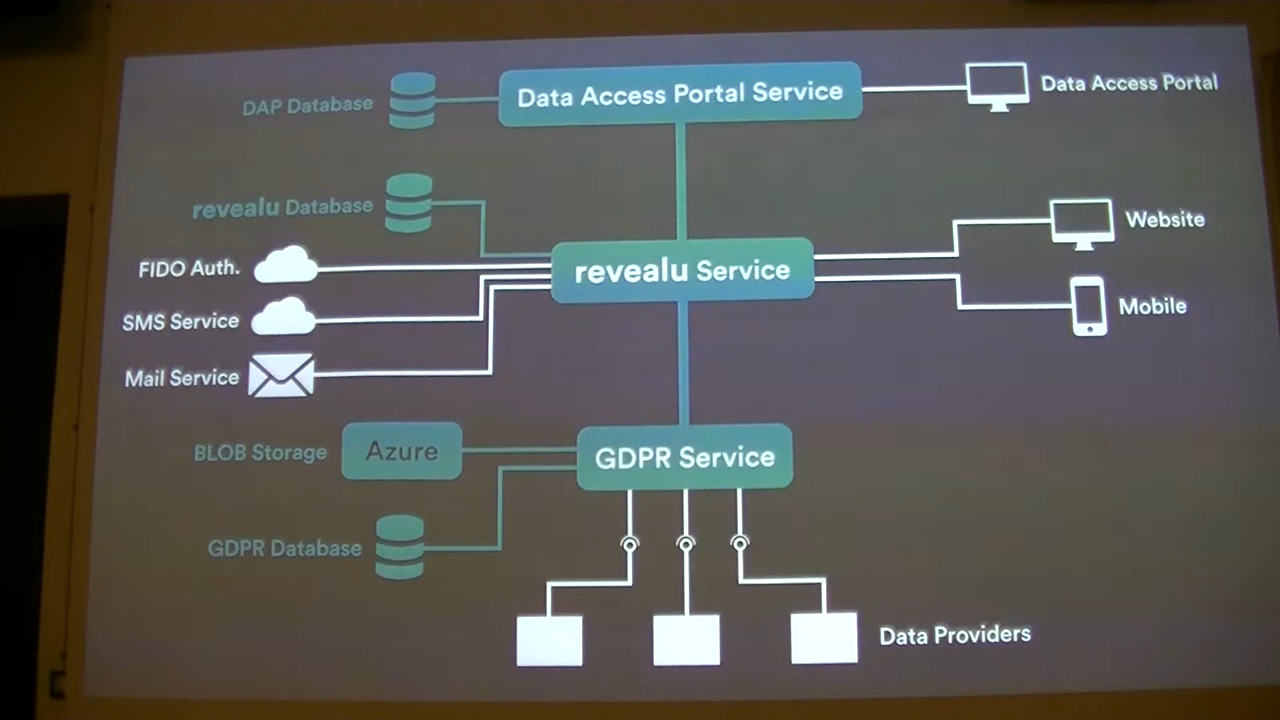 DAP Database
Data Access Portal Service
Data Access Portal
revealu Database
Website
FIDO Auth.
revealu Service
SMS Service
Mobile
Mail Service
BLOB Storage
Azure
GDPR Service
GDPR Database
Data Providers